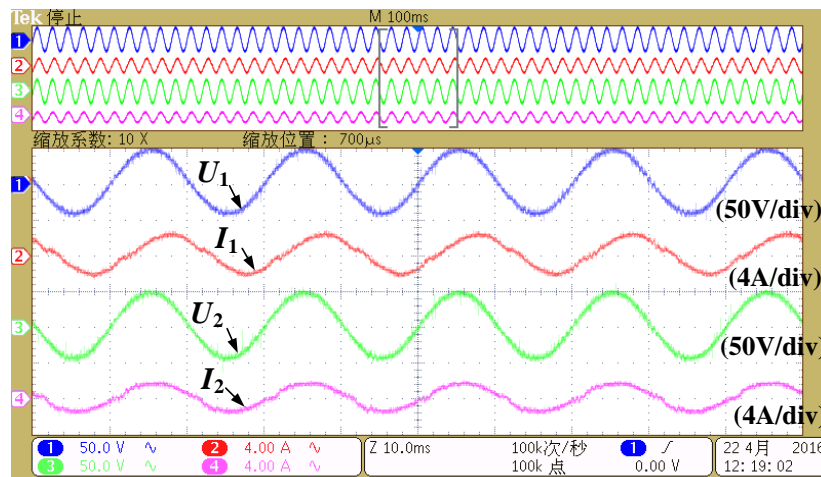 Tek 停止 M 100ms
1
2
3
4
缩放系数: 10 X 缩放位置: 700μs
1 U1 (50V/div)
2 I1 (4A/div)
3 U2 (50V/div)
4 I2 (4A/div)
1 50.0 V ∿ 2 4.00 A ∿ Z 10.0ms 100k次/秒 1 ∫ 22 4月 2016
3 50.0 V ∿ 4 4.00 A ∿ 100k 点 0.00 V 12:19:02